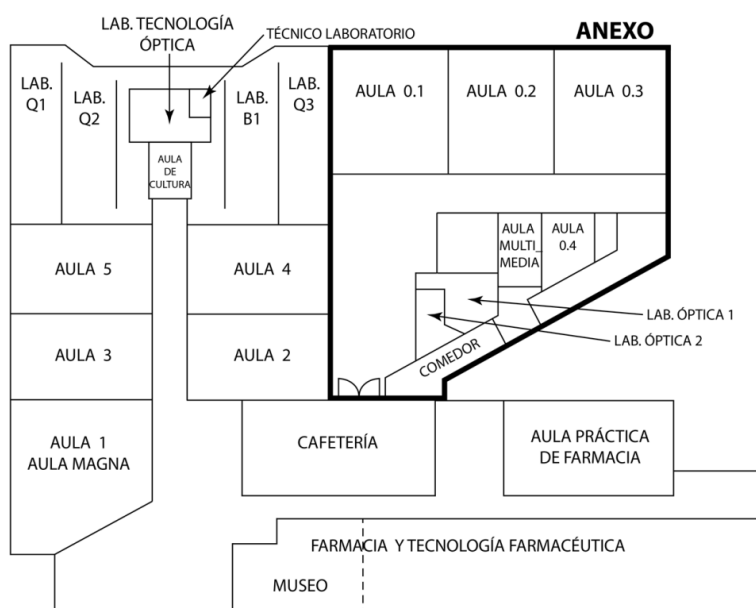 LAB. TECNOLOGÍA
ÓPTICA
TÉCNICO LABORATORIO
ANEXO
LAB.
Q1
LAB.
Q2
LAB.
B1
LAB.
Q3
AULA 0.1
AULA 0.2
AULA 0.3
AULA
DE
CULTURA
AULA
MULTI_
MEDIA
AULA
0.4
AULA 5
AULA 4
LAB. ÓPTICA 1
LAB. ÓPTICA 2
AULA 3
AULA 2
COMEDOR
AULA 1
AULA MAGNA
CAFETERÍA
AULA PRÁCTICA
DE FARMACIA
FARMACIA Y TECNOLOGÍA FARMACÉUTICA
MUSEO